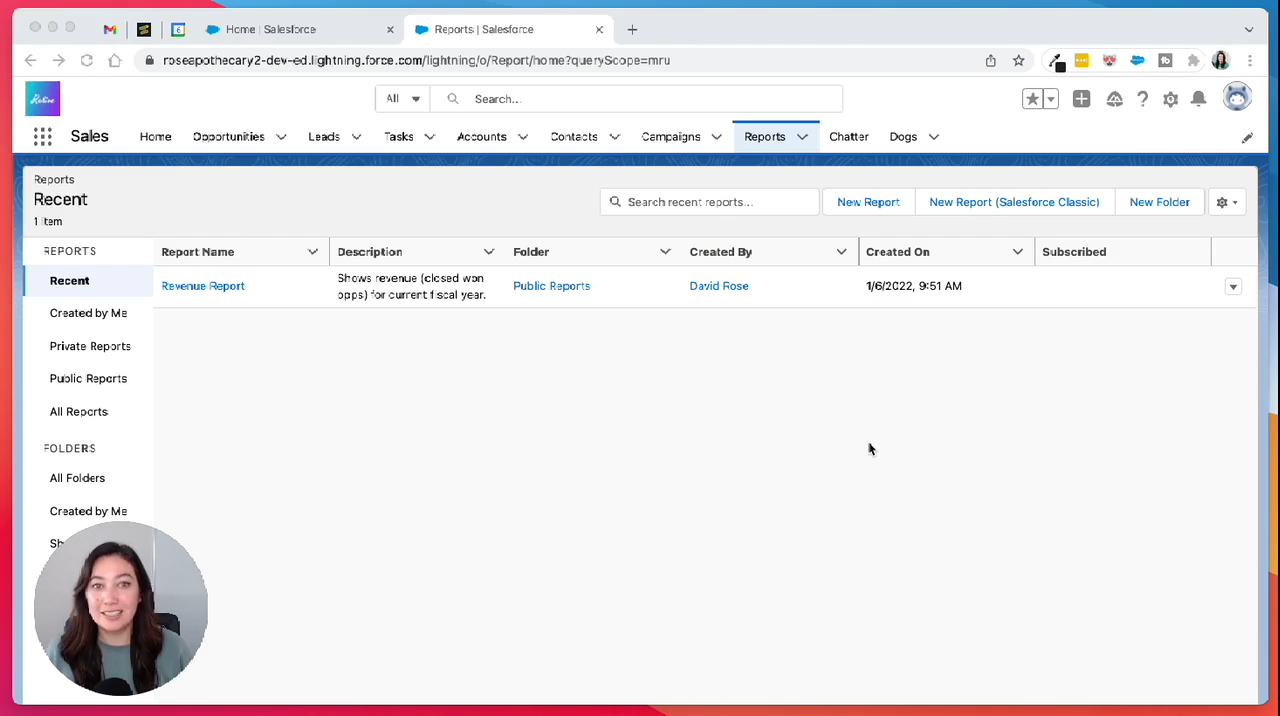 Home | Salesforce
Reports | Salesforce
roseapothecary2-dev-ed.lightning.force.com/lightning/o/Report/home?queryScope=mru
All
Search...
Sales
Home
Opportunities
Leads
Tasks
Accounts
Contacts
Campaigns
Reports
Chatter
Dogs
Reports
Recent
1 item
Search recent reports...
New Report
New Report (Salesforce Classic)
New Folder
REPORTS
Recent
Created by Me
Private Reports
Public Reports
All Reports
FOLDERS
All Folders
Created by Me
Report Name
Description
Folder
Created By
Created On
Subscribed
Revenue Report
Shows revenue (closed won
opps) for current fiscal year.
Public Reports
David Rose
1/6/2022, 9:51 AM